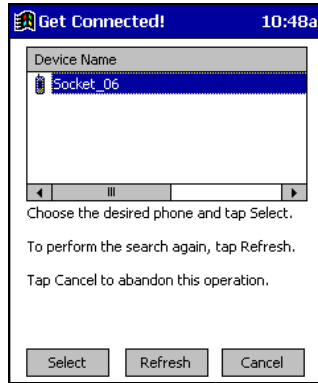 Get Connected! 10:48a
Device Name
Socket_06
Choose the desired phone and tap Select.
To perform the search again, tap Refresh.
Tap Cancel to abandon this operation.
Select Refresh Cancel